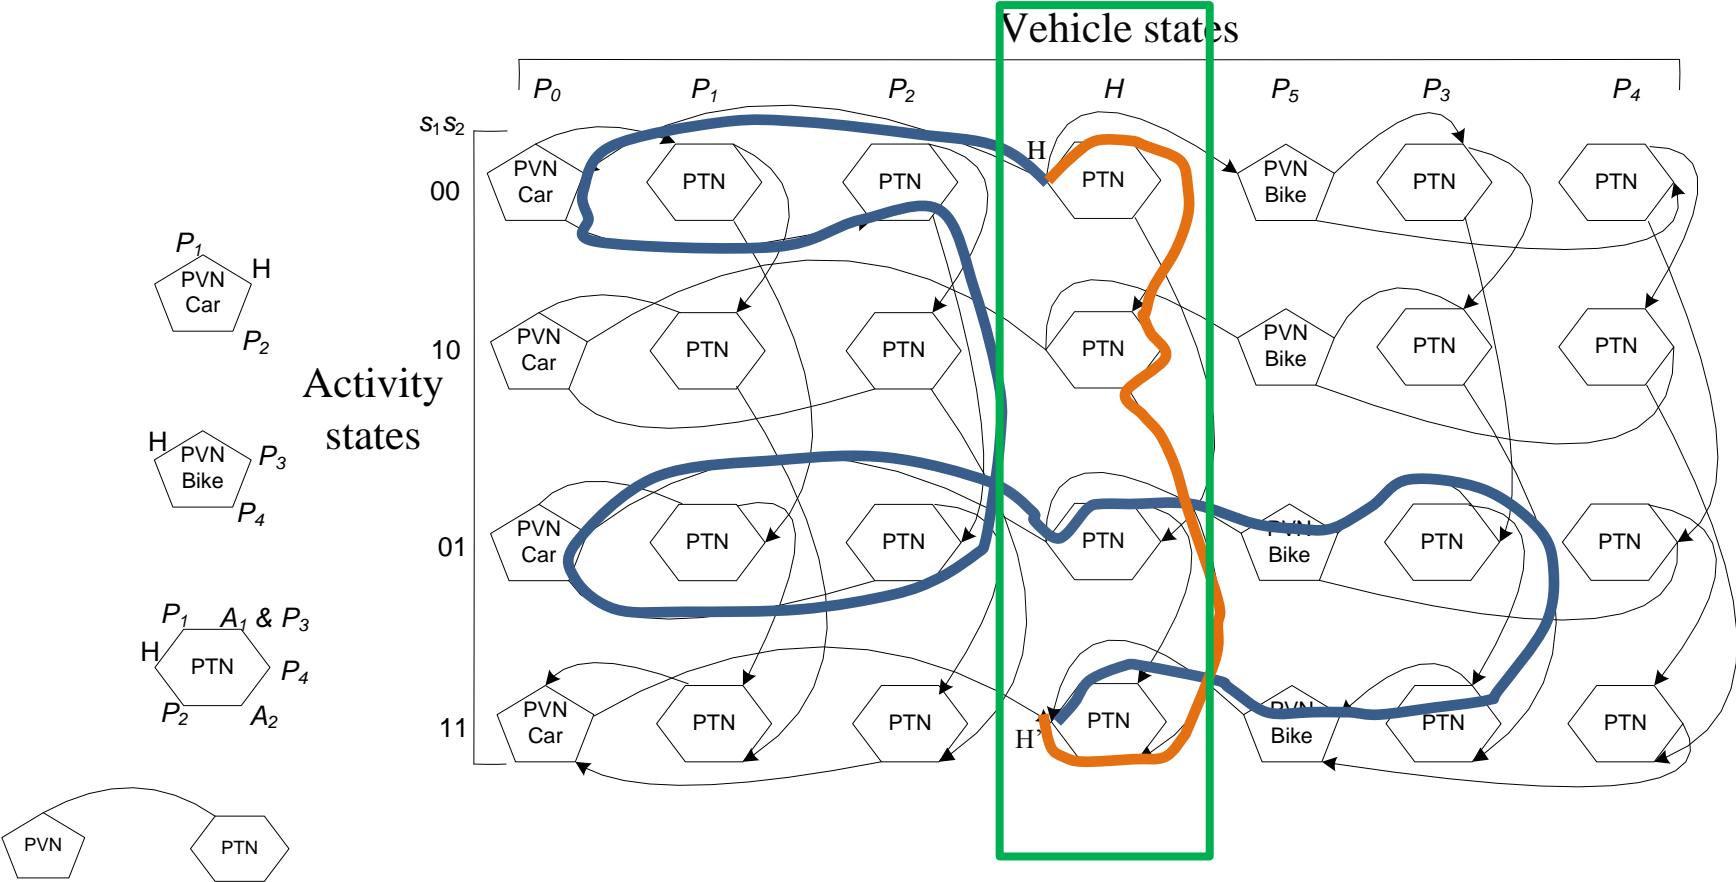 Vehicle states
P0 P1 P2 H P5 P3 P4
s1s2
H
00
PVN Car
PTN
PTN
PTN
PVN Bike
PTN
PTN
P1
H
PVN
Car
P2
10
PVN Car
PTN
PTN
PTN
PVN Bike
PTN
PTN
Activity
states
H
PVN
Bike
P3
P4
01
PVN Car
PTN
PTN
PTN
PVN Bike
PTN
PTN
P1
A1 & P3
H
PTN
P4
P2
A2
11
PVN Car
PTN
PTN
H'
PTN
PVN Bike
PTN
PTN
PVN
PTN